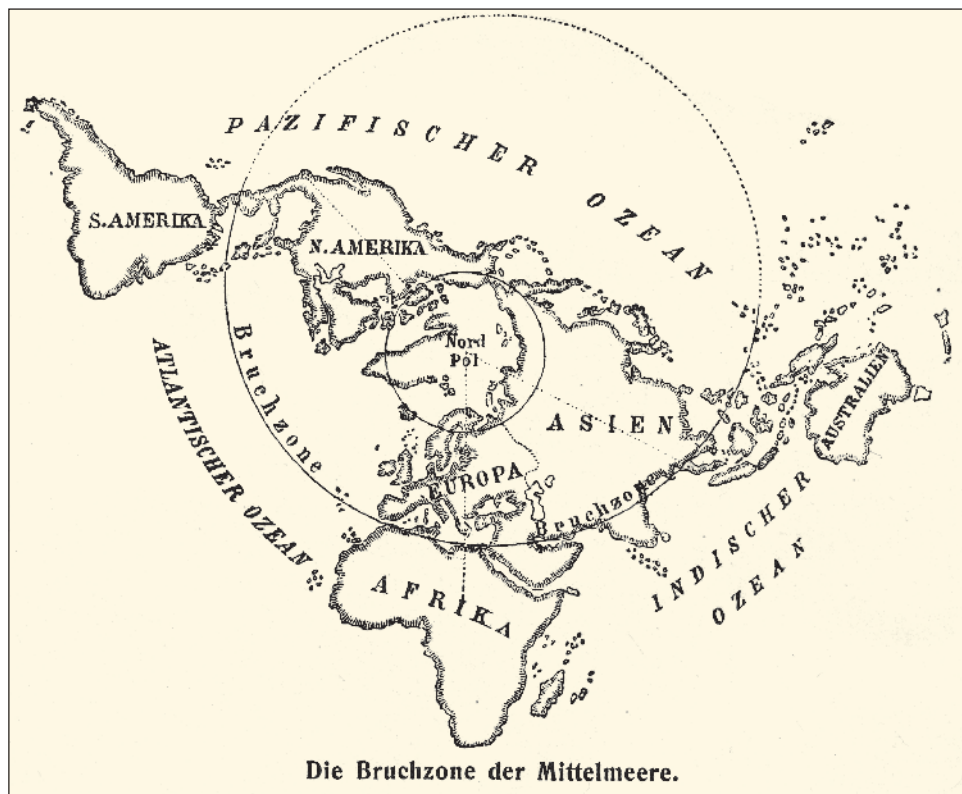 PAZIFISCHER OZEAN
S. AMERIKA
N. AMERIKA
Bruchzone
Nord
Pol
ATLANTISCHER OZEAN
ASIEN
AUSTRALIEN
EUROPA
Bruchzone
INDISCHER
OZEAN
AFRIKA
Die Bruchzone der Mittelmeere.